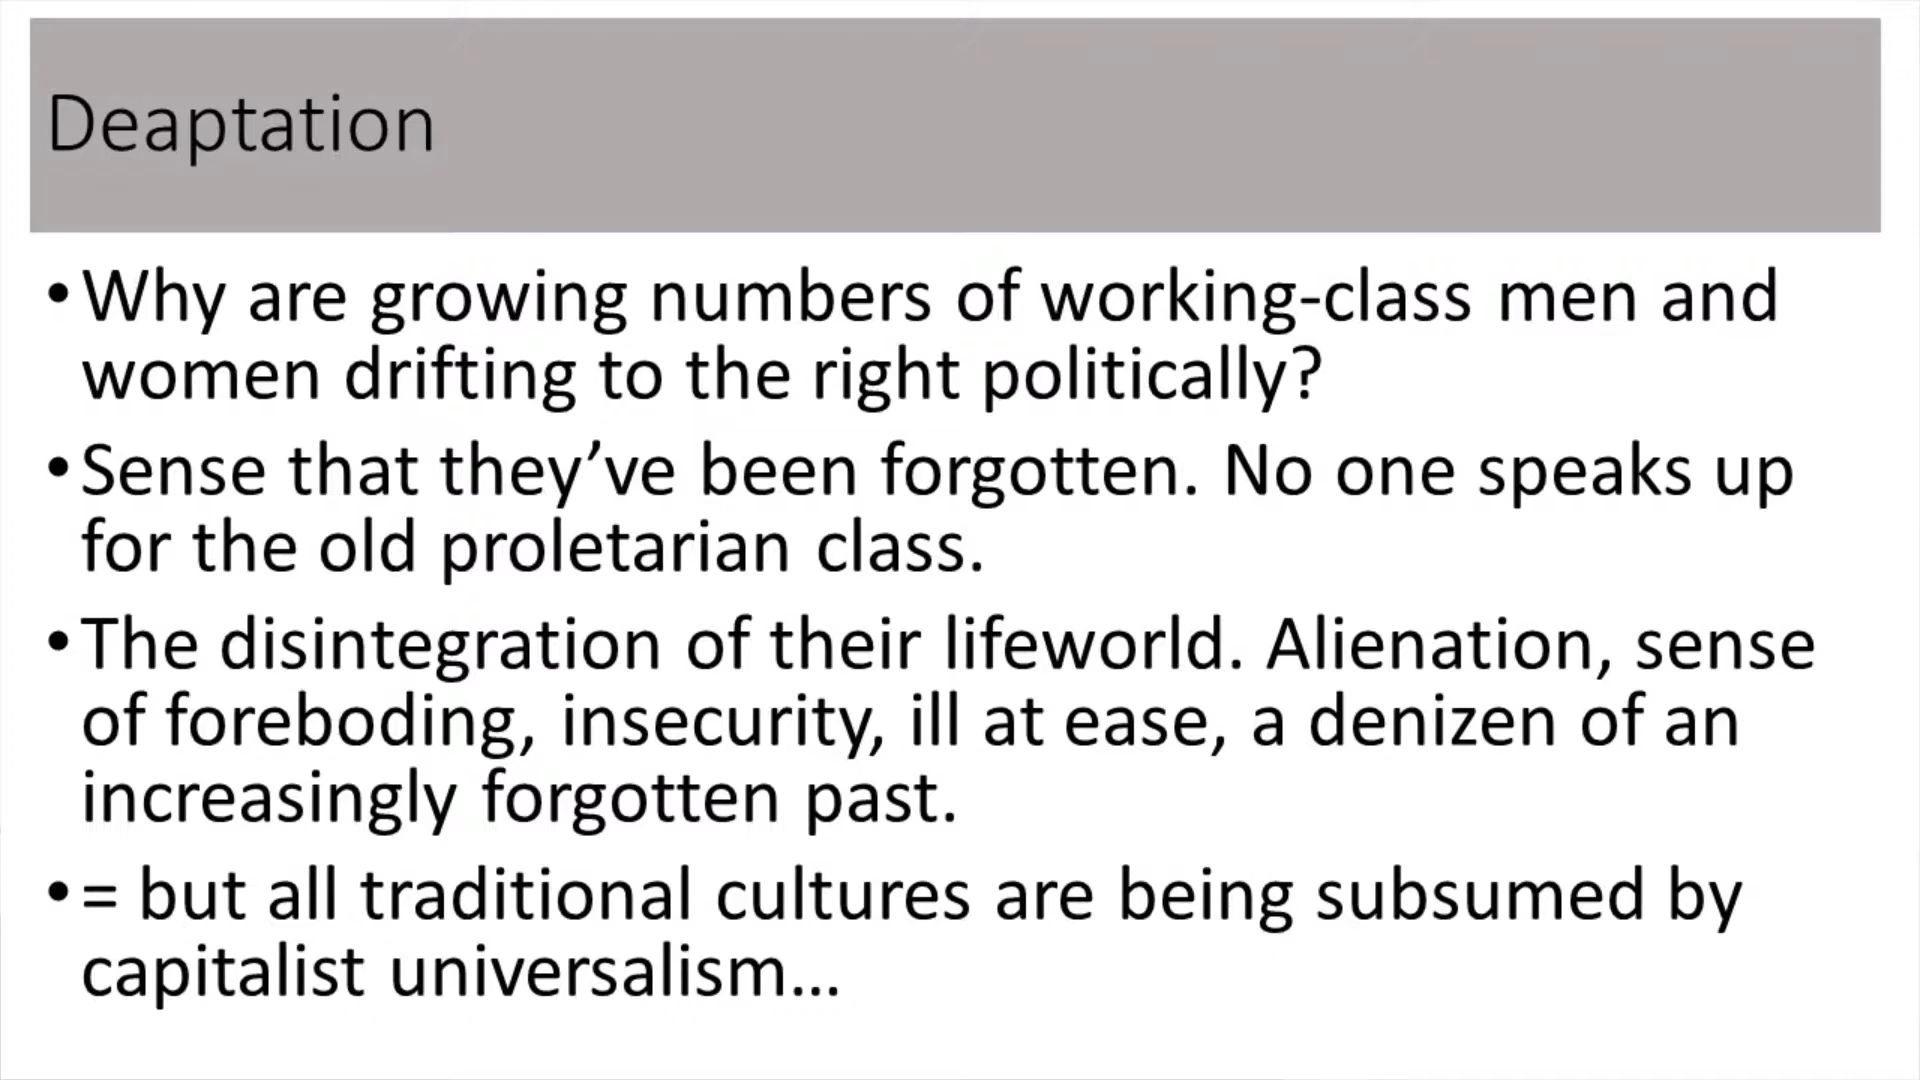 Deaptation
• Why are growing numbers of working-class men and
women drifting to the right politically?
• Sense that they’ve been forgotten. No one speaks up
for the old proletarian class.
• The disintegration of their lifeworld. Alienation, sense
of foreboding, insecurity, ill at ease, a denizen of an
increasingly forgotten past.
• = but all traditional cultures are being subsumed by
capitalist universalism…